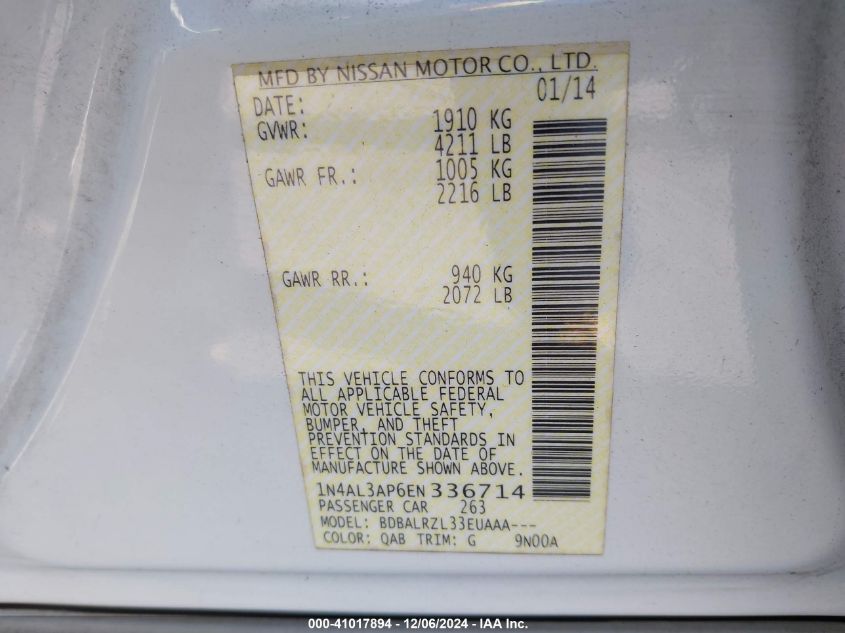 MFD BY NISSAN MOTOR CO., LTD.
DATE: 01/14
GVWR: 1910 KG
4211 LB
GAWR FR.: 1005 KG
2216 LB
GAWR RR.: 940 KG
2072 LB
THIS VEHICLE CONFORMS TO
ALL APPLICABLE FEDERAL
MOTOR VEHICLE SAFETY,
BUMPER, AND THEFT
PREVENTION STANDARDS IN
EFFECT ON THE DATE OF
MANUFACTURE SHOWN ABOVE.
1N4AL3AP6EN336714
PASSENGER CAR 263
MODEL: BDBALRZL33EUAAA---
COLOR: QAB TRIM: G 9N00A
000-41017894 - 12/06/2024 - IAA Inc.